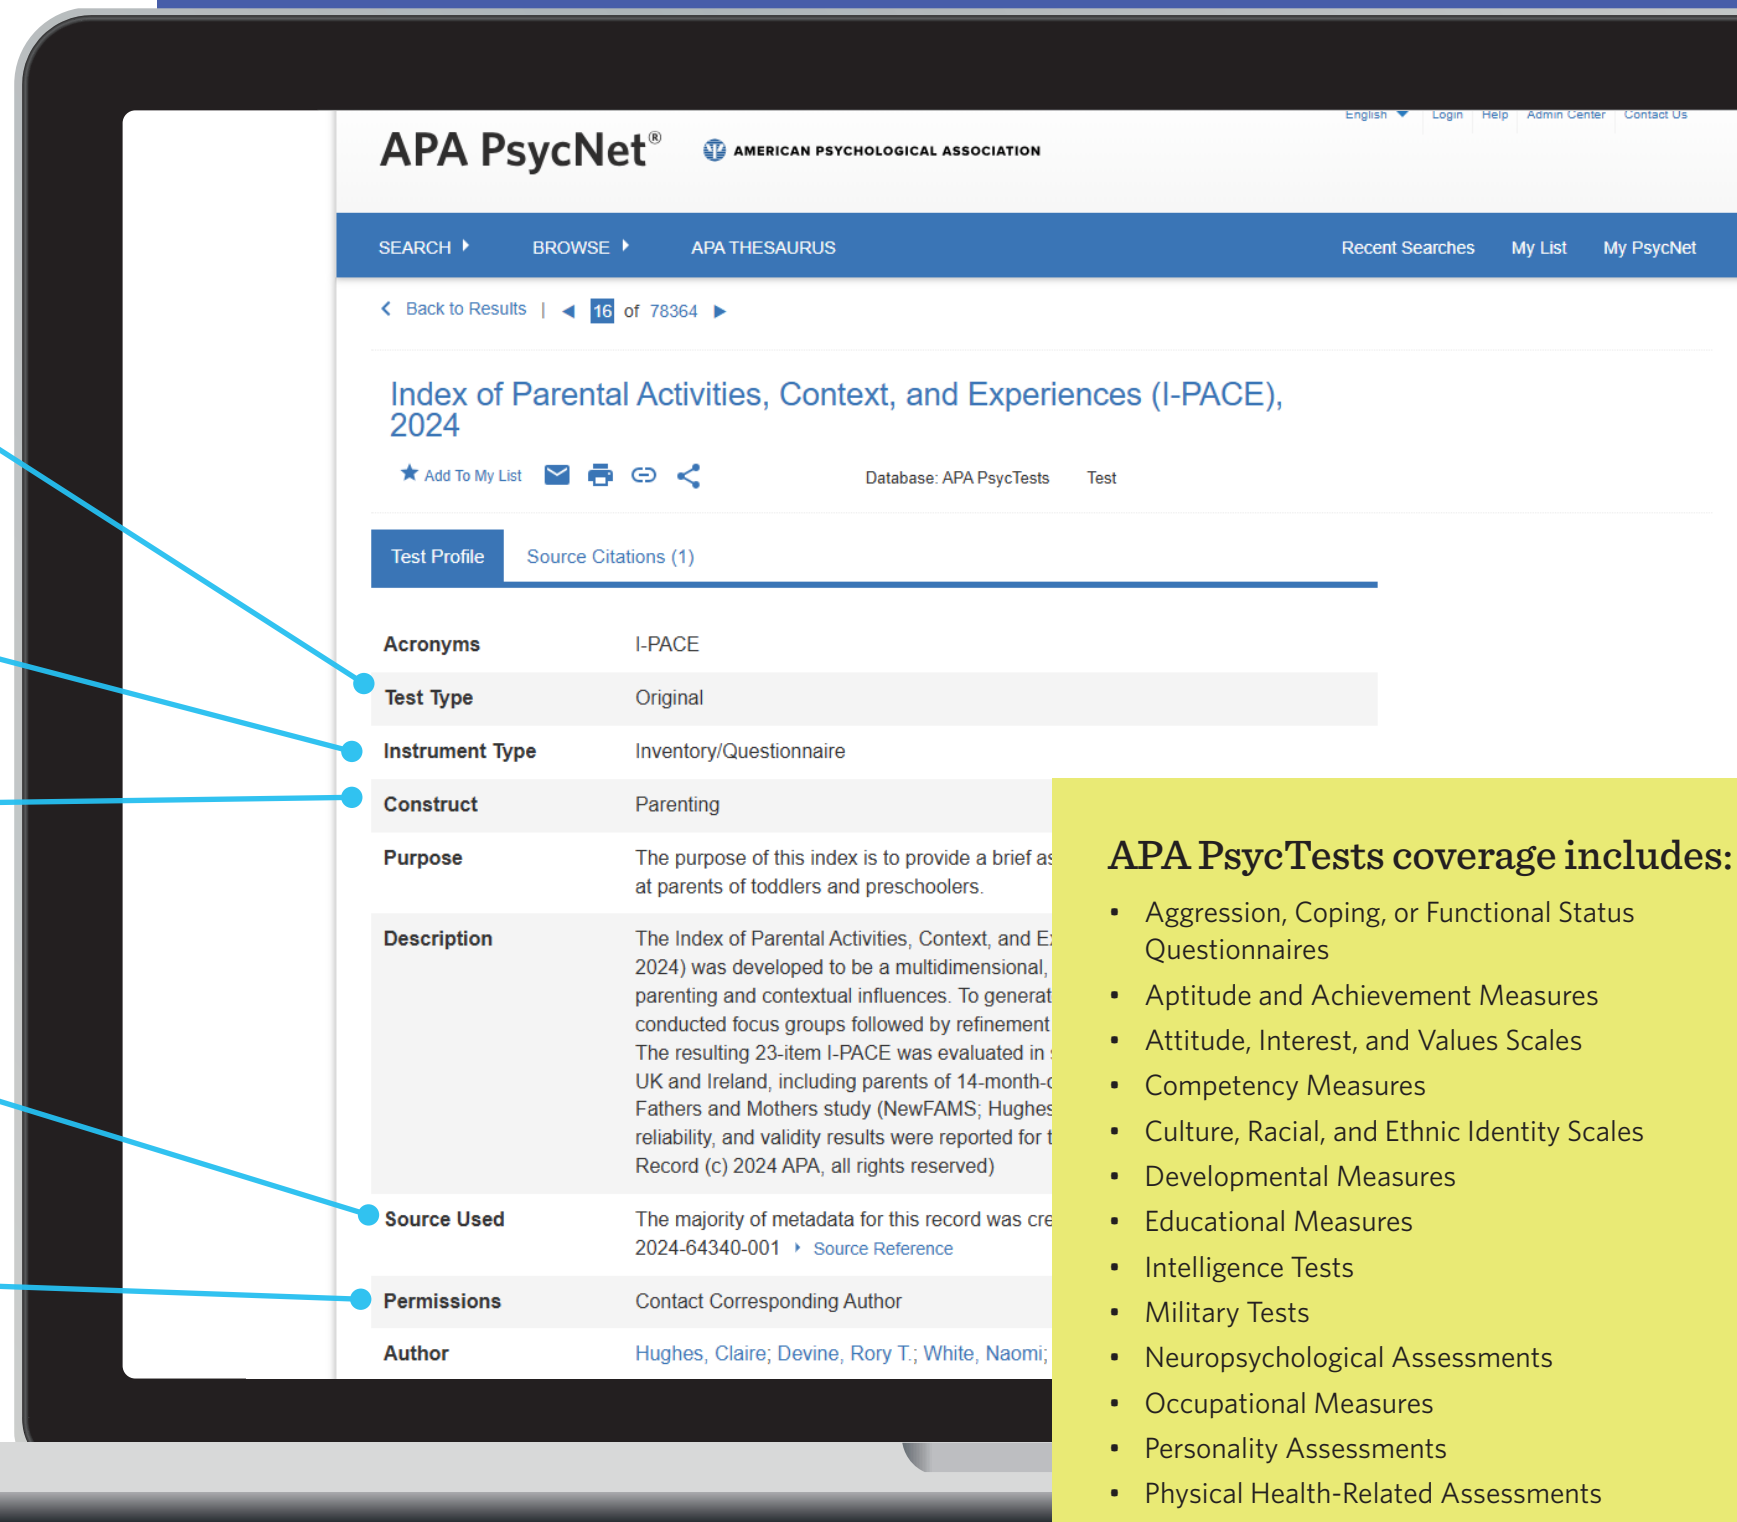 English Login Help Admin Center Contact Us
APA PsycNet® AMERICAN PSYCHOLOGICAL ASSOCIATION
SEARCH BROWSE APA THESAURUS Recent Searches My List My PsycNet
Back to Results | 16 of 78364
Index of Parental Activities, Context, and Experiences (I-PACE),
2024
Add To My List Database: APA PsycTests Test
Test Profile Source Citations (1)
Acronyms I-PACE
Test Type Original
Instrument Type Inventory/Questionnaire
Construct Parenting
Purpose The purpose of this index is to provide a brief as
at parents of toddlers and preschoolers.
Description The Index of Parental Activities, Context, and E
2024) was developed to be a multidimensional,
parenting and contextual influences. To generat
conducted focus groups followed by refinement
The resulting 23-item I-PACE was evaluated in
UK and Ireland, including parents of 14-month-
Fathers and Mothers study (NewFAMS; Hughes
reliability, and validity results were reported for t
Record (c) 2024 APA, all rights reserved)
Source Used The majority of metadata for this record was cre
2024-64340-001 Source Reference
Permissions Contact Corresponding Author
Author Hughes, Claire; Devine, Rory T.; White, Naomi;
APA PsycTests coverage includes:
• Aggression, Coping, or Functional Status
Questionnaires
• Aptitude and Achievement Measures
• Attitude, Interest, and Values Scales
• Competency Measures
• Culture, Racial, and Ethnic Identity Scales
• Developmental Measures
• Educational Measures
• Intelligence Tests
• Military Tests
• Neuropsychological Assessments
• Occupational Measures
• Personality Assessments
• Physical Health-Related Assessments